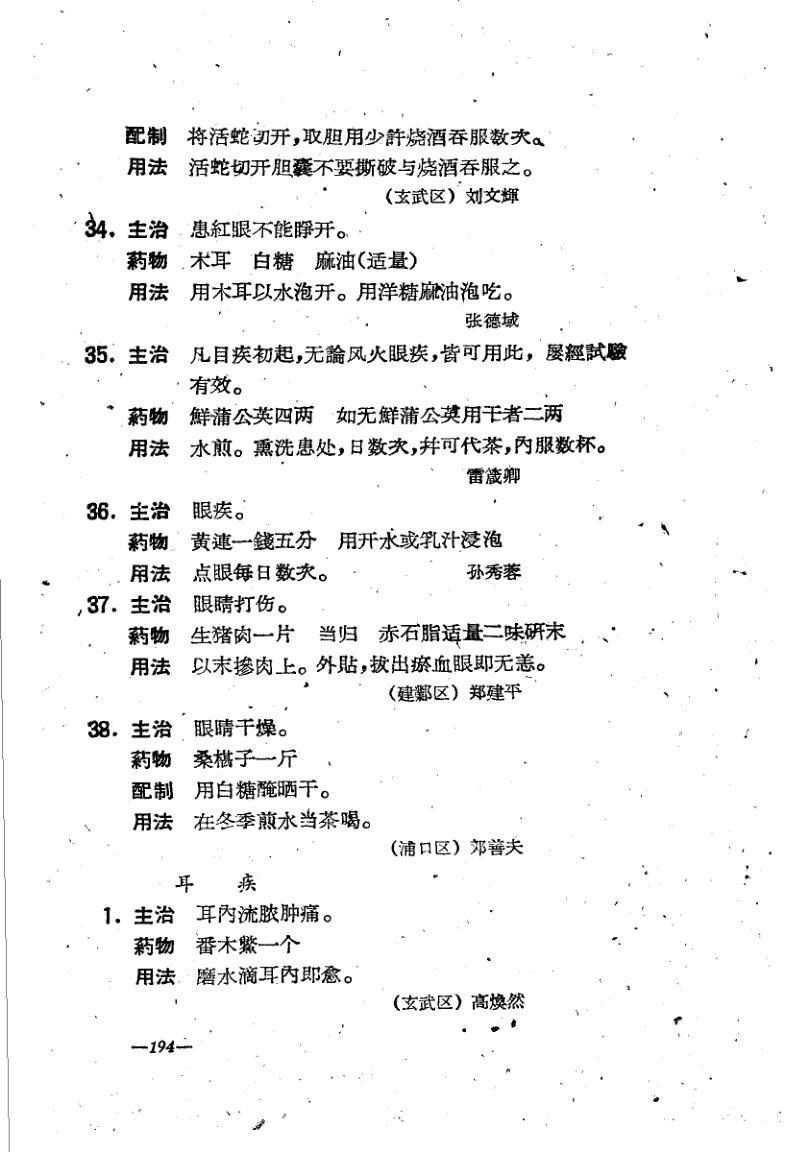 配制 将活蛇切开,取胆用少許烧酒吞服数次。
用法 活蛇切开胆囊不要撕破与烧酒吞服之。
(玄武区) 刘文輝
34. 主治 患紅眼不能睜开。
葯物 木耳 白糖 麻油(适量)
用法 用木耳以水泡开。用洋糖麻油泡吃。
张德域
35. 主治 凡目疾初起,无論风火眼疾,皆可用此,屡經試驗
有效。
葯物 鮮蒲公英四两 如无鮮蒲公英用干者二两
用法 水煎。熏洗患处,日数次,幷可代茶,內服数杯。
雷箴卿
36. 主治 眼疾。
葯物 黄連一錢五分 用开水或乳汁浸泡
用法 点眼每日数次。 孙秀蓉
37. 主治 眼睛打伤。
葯物 生猪肉一片 当归 赤石脂适量二味研末
用法 以末掺肉上。外貼,拔出瘀血眼即无恙。
(建鄴区) 郑建平
38. 主治 眼睛干燥。
葯物 桑椹子一斤
配制 用白糖醃晒干。
用法 在冬季煎水当茶喝。
(浦口区) 邓善夫
耳 疾
1. 主治 耳內流脓肿痛。
葯物 番木鱉一个
用法 磨水滴耳內即愈。
(玄武区) 高煥然
—194—